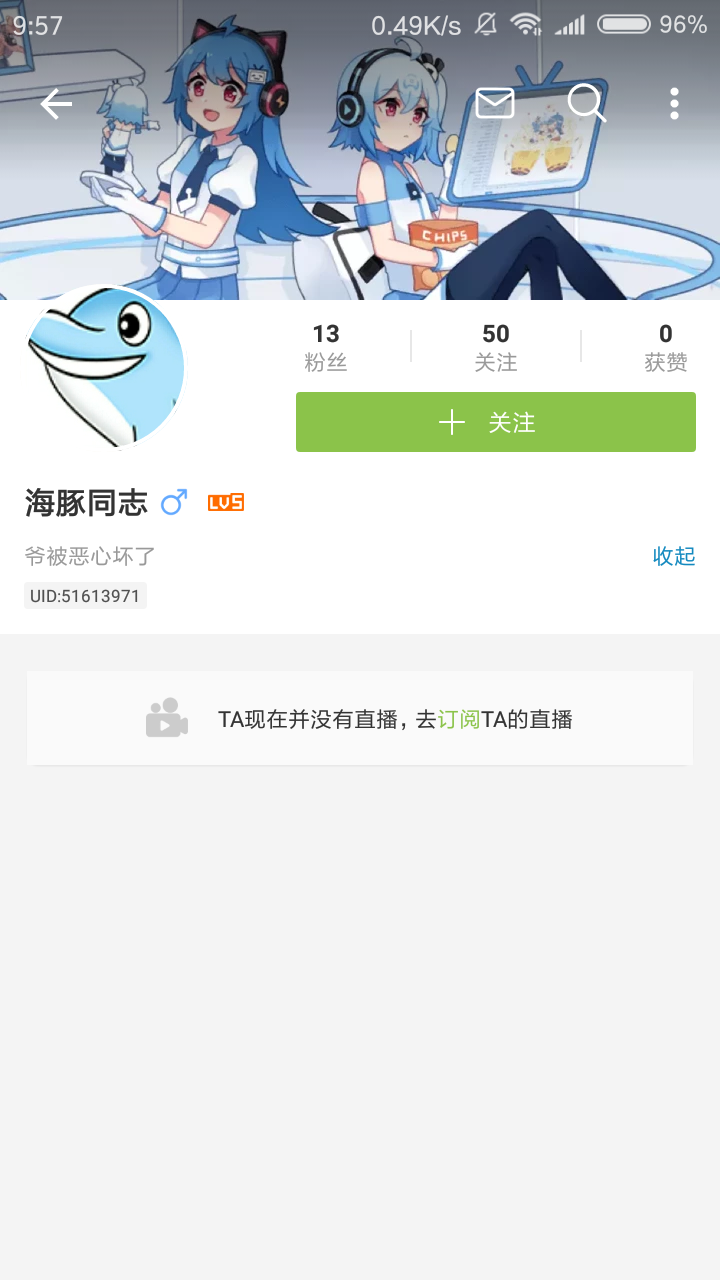 9:57
0.49K/s
96%
CHIPS
13
粉丝
50
关注
0
获赞
关注
海豚同志
LV5
爷被恶心坏了
收起
UID:51613971
TA现在并没有直播，去订阅TA的直播